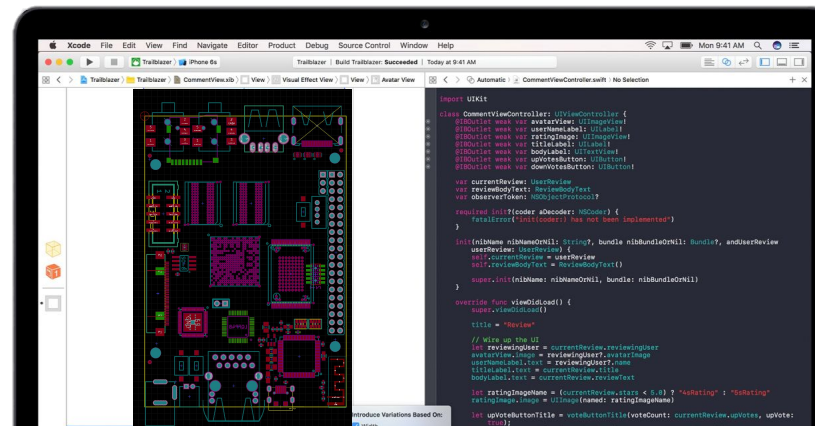 Xcode File Edit View Find Navigate Editor Product Debug Source Control Window Help Mon 9:41 AM
Trailblazer iPhone 6s Trailblazer | Build Trailblazer: Succeeded | Today at 9:41 AM
Trailblazer Trailblazer CommentView.xib View Visual Effect View View Avatar View Automatic CommentViewController.swift No Selection
import UIKit
class CommentViewController: UIViewController {
@IBOutlet weak var avatarView: UIImageView!
@IBOutlet weak var userNameLabel: UILabel!
@IBOutlet weak var ratingImage: UIImageView!
@IBOutlet weak var titleLabel: UILabel!
@IBOutlet weak var bodyLabel: UITextView!
@IBOutlet weak var upVotesButton: UIButton!
@IBOutlet weak var downVotesButton: UIButton!
var currentReview: UserReview
var reviewBodyText: ReviewBodyText
var observerToken: NSObjectProtocol?
required init?(coder aDecoder: NSCoder) {
fatalError("init(coder:) has not been implemented")
}
init(nibName nibNameOrNil: String?, bundle nibBundleOrNil: Bundle?, andUserReview
userReview: UserReview) {
self.currentReview = userReview
self.reviewBodyText = ReviewBodyText()
super.init(nibName: nibNameOrNil, bundle: nibBundleOrNil)
}
override func viewDidLoad() {
super.viewDidLoad()
title = "Review"
// Wire up the UI
let reviewingUser = currentReview.reviewingUser
avatarView.image = reviewingUser?.avatarImage
userNameLabel.text = reviewingUser?.name
titleLabel.text = currentReview.title
bodyLabel.text = currentReview.reviewText
let ratingImageName = (currentReview.stars < 5.0) ? "4sRating" : "5sRating"
ratingImage.image = UIImage(named: ratingImageName)
let upVoteButtonTitle = voteButtonTitle(voteCount: currentReview.upVotes, upVote:
true);
Introduce Variations Based On: